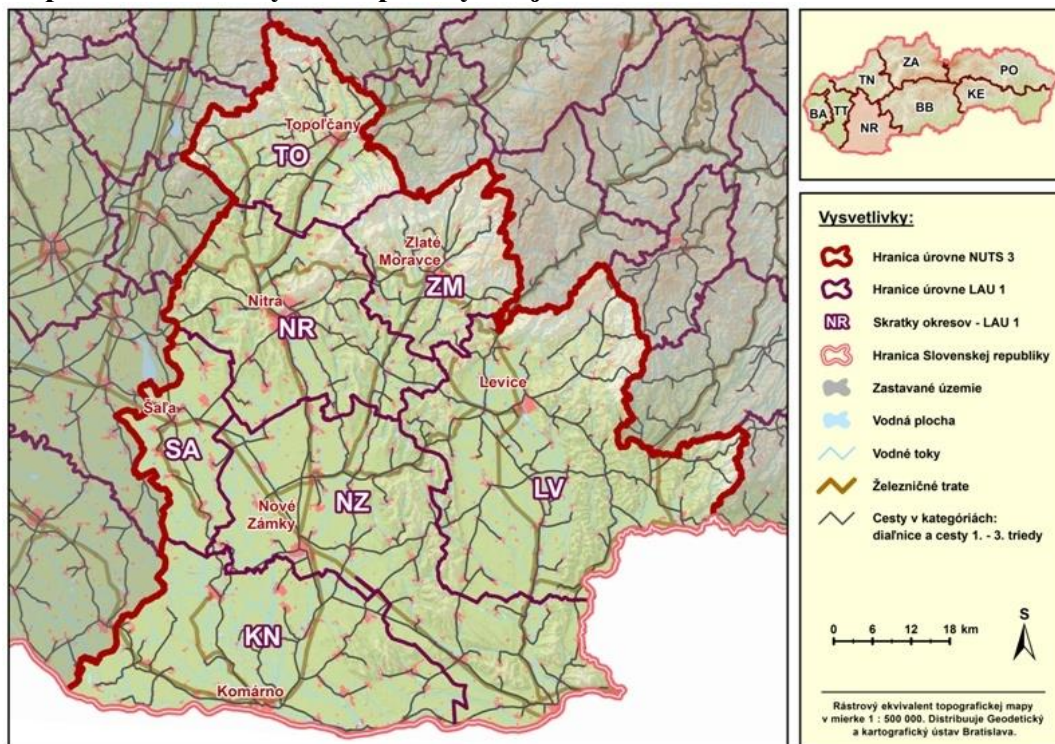 Topoľčany
TO
Zlaté
Moravce
ZM
Nitra
NR
Levice
Šaľa
SA
NZ
LV
Nové
Zámky
KN
Komárno
ZA
PO
TN
KE
BA
TT
BB
NR
Vysvetlivky:
Hranica úrovne NUTS 3
Hranice úrovne LAU 1
NR Skratky okresov - LAU 1
Hranica Slovenskej republiky
Zastavané územie
Vodná plocha
Vodné toky
Železničné trate
Cesty v kategóriách:
diaľnice a cesty 1. - 3. triedy
S
0 6 12 18 km
Rástrový ekvivalent topografickej mapy
v mierke 1 : 500 000. Distribuuje Geodetický
a kartografický ústav Bratislava.